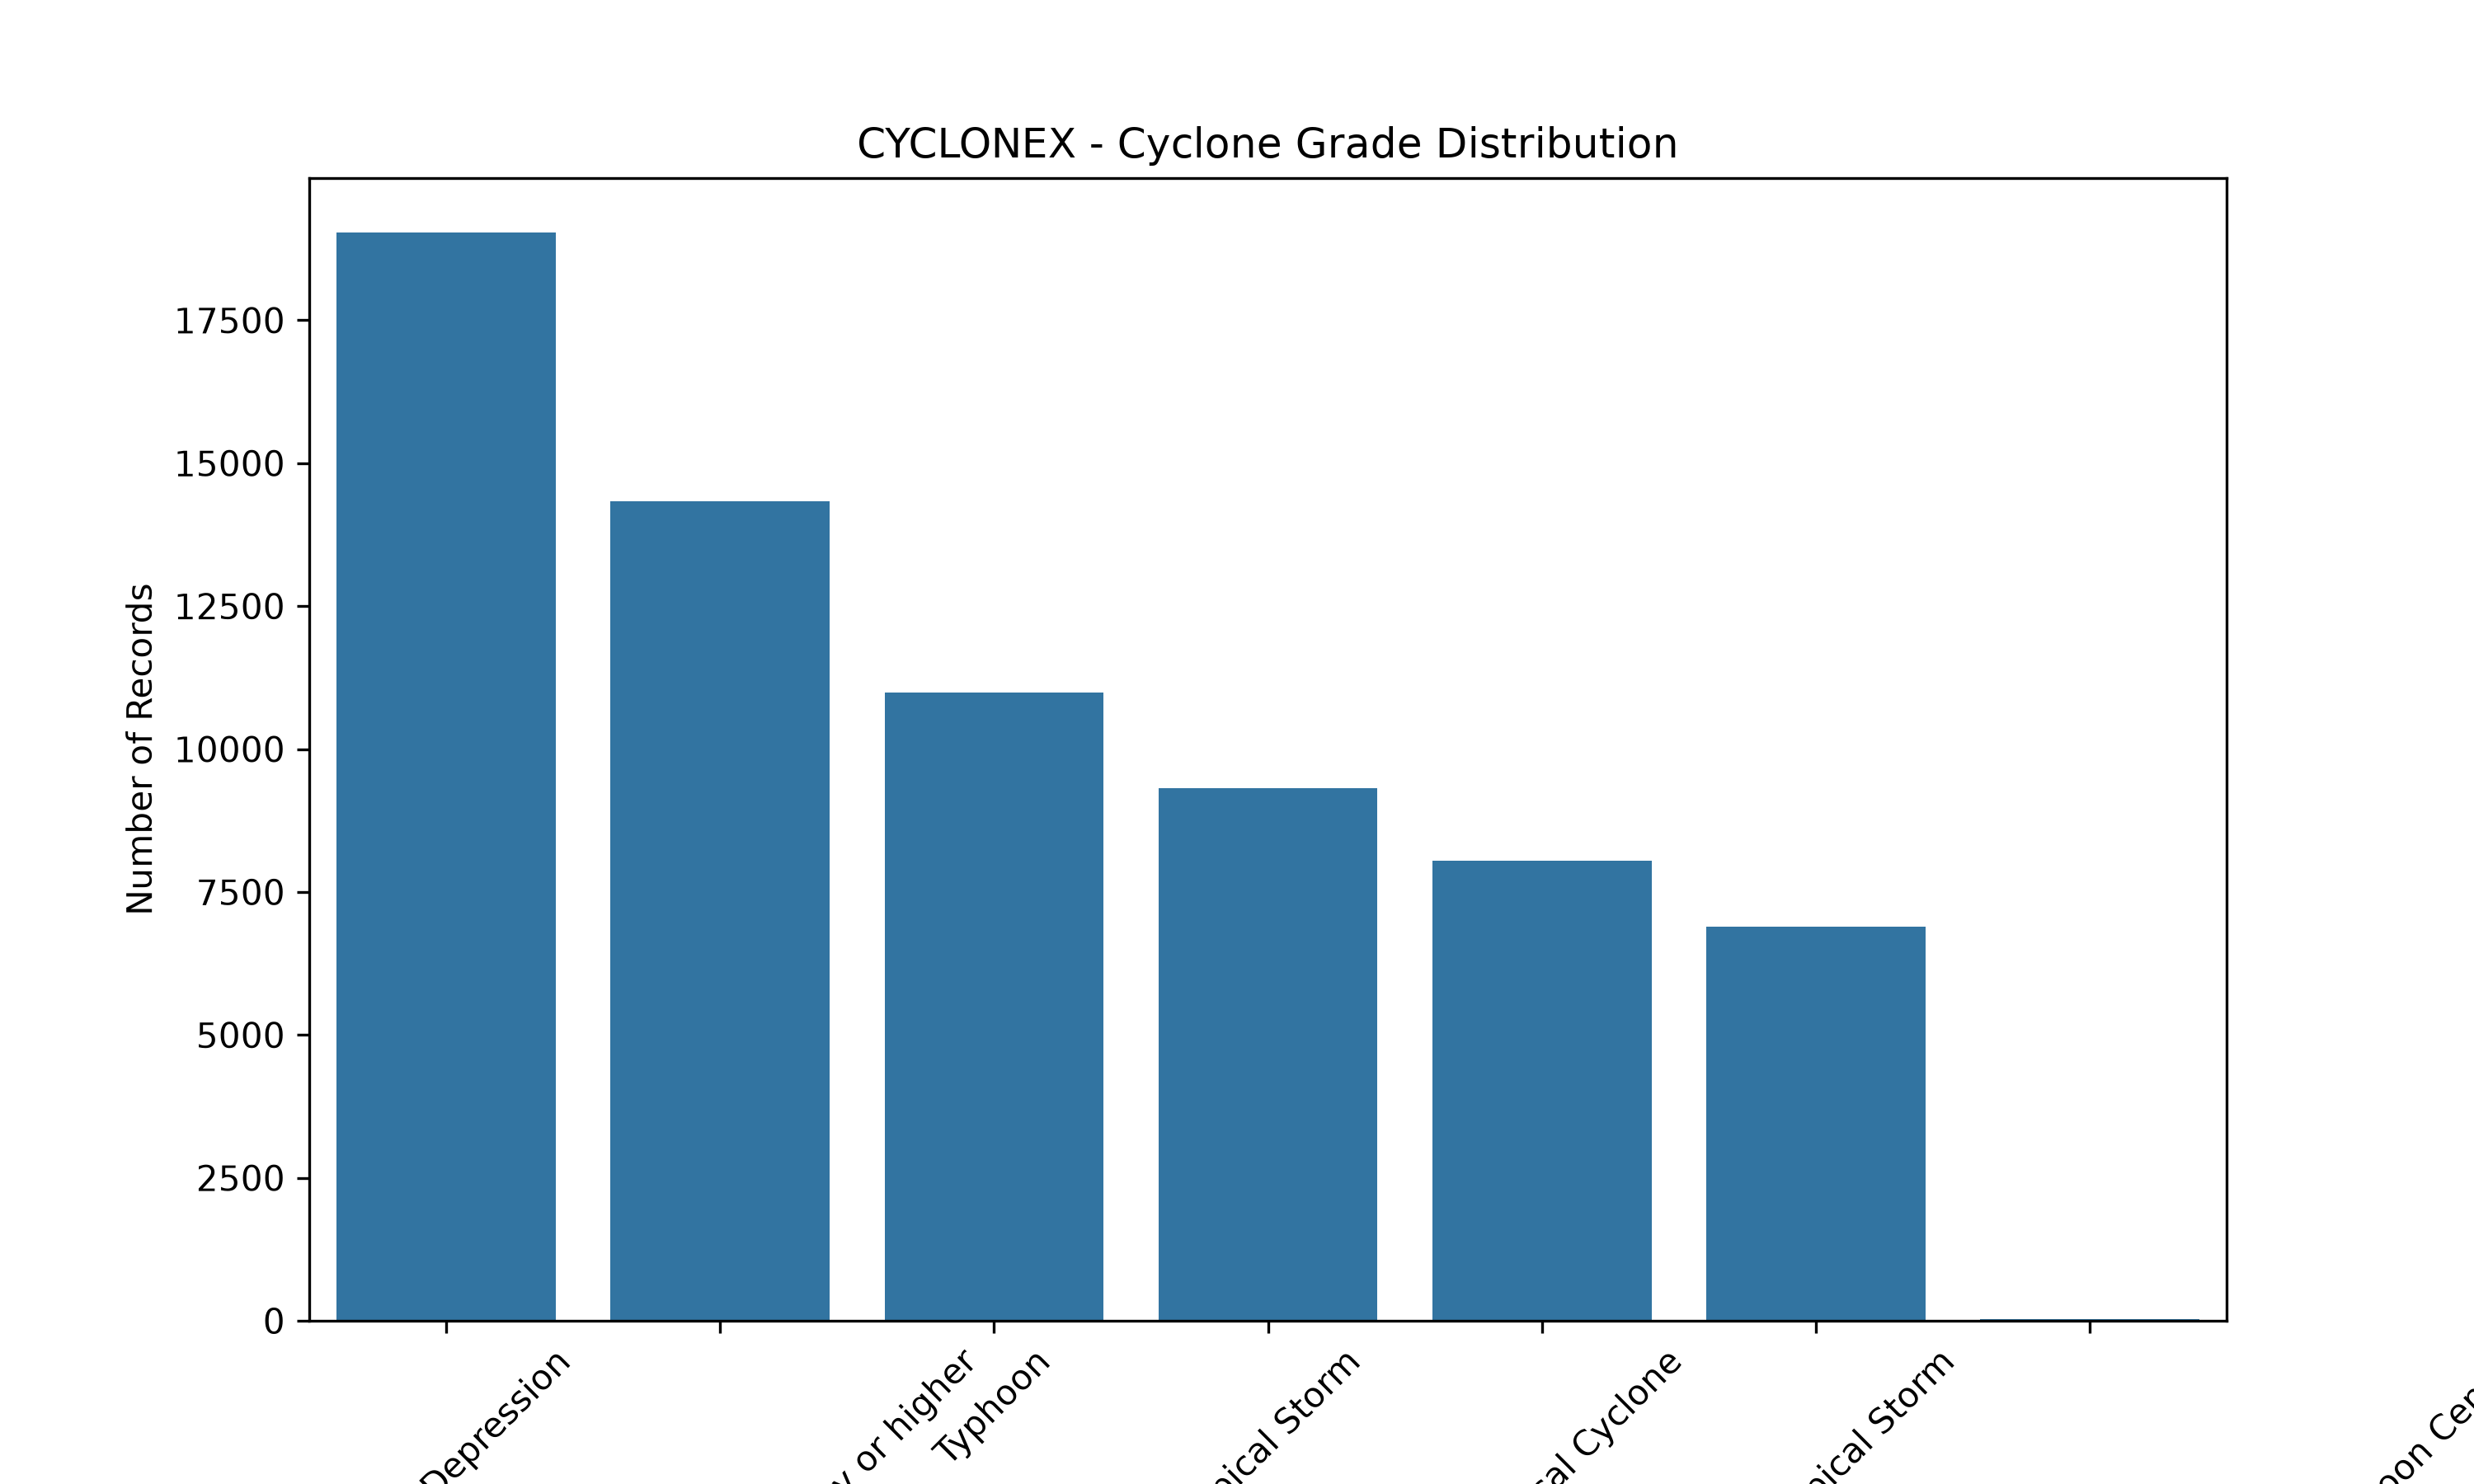 CYCLONEX - Cyclone Grade Distribution
Number of Records
17500
15000
12500
10000
7500
5000
2500
0
Depression
or higher
Typhoon
Storm
Cyclone
Storm